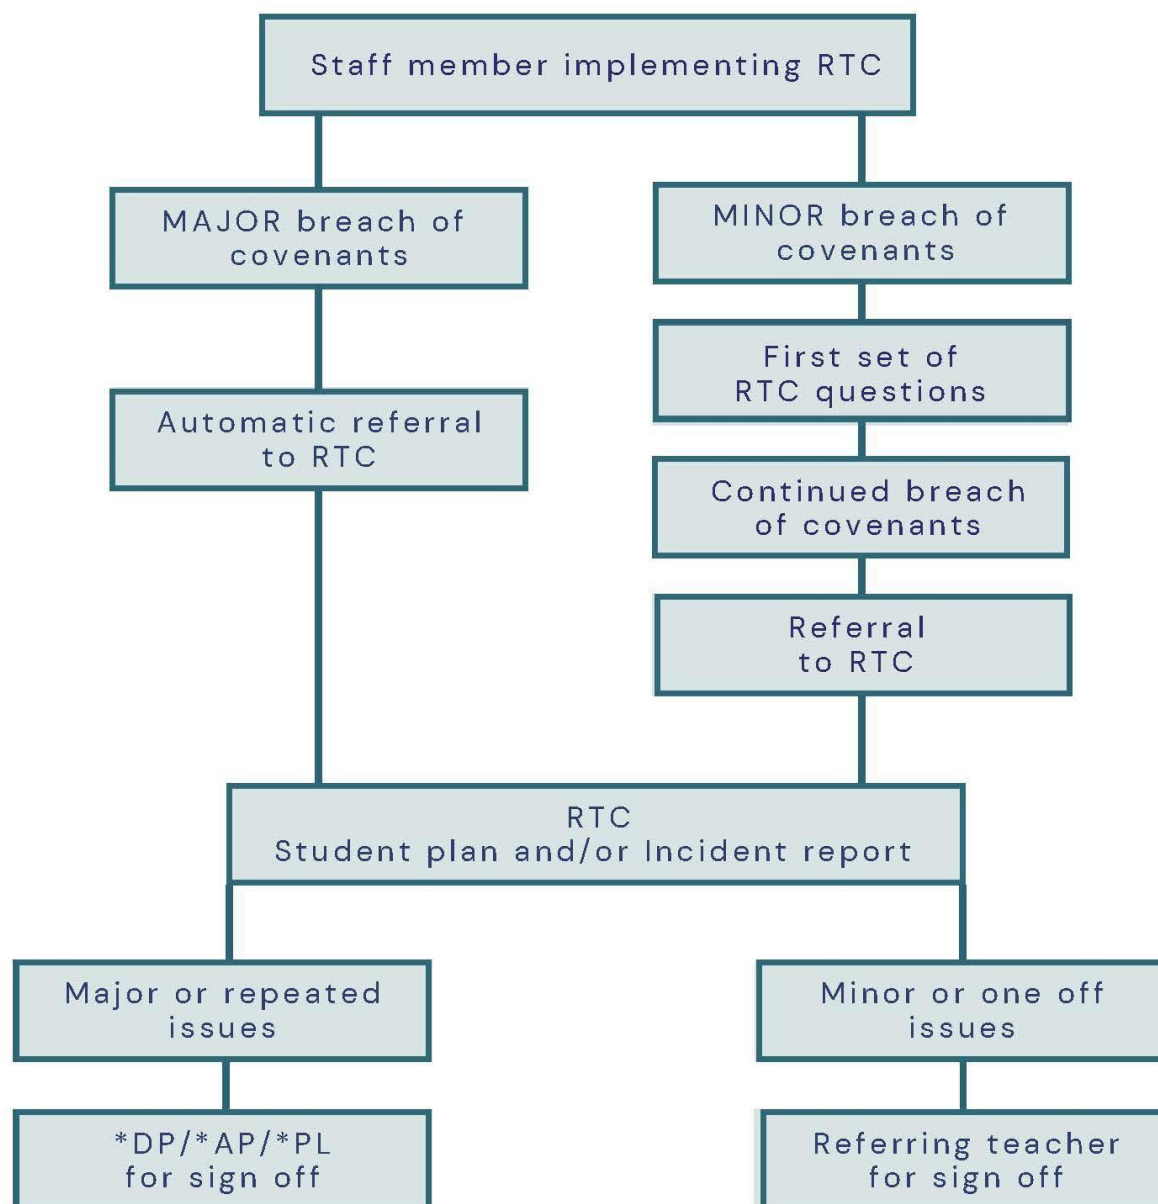 Staff member implementing RTC
MAJOR breach of
covenants
MINOR breach of
covenants
First set of
RTC questions
Automatic referral
to RTC
Continued breach
of covenants
Referral
to RTC
RTC
Student plan and/or Incident report
Major or repeated
issues
Minor or one off
issues
*DP/*AP/*PL
for sign off
Referring teacher
for sign off